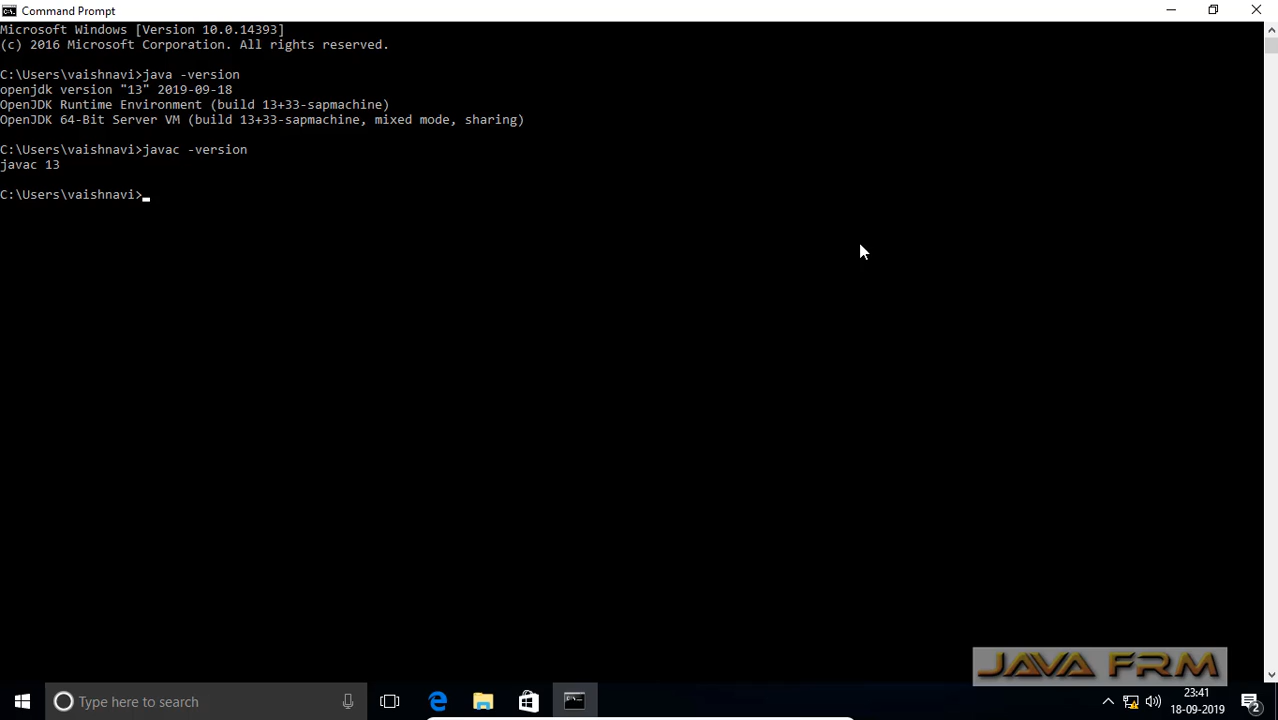 Command Prompt
Microsoft Windows [Version 10.0.14393]
(c) 2016 Microsoft Corporation. All rights reserved.
C:\Users\vaishnavi>java -version
openjdk version "13" 2019-09-18
OpenJDK Runtime Environment (build 13+33-sapmachine)
OpenJDK 64-Bit Server VM (build 13+33-sapmachine, mixed mode, sharing)
C:\Users\vaishnavi>javac -version
javac 13
C:\Users\vaishnavi>
JAVA FRM
Type here to search
23:41
18-09-2019
2